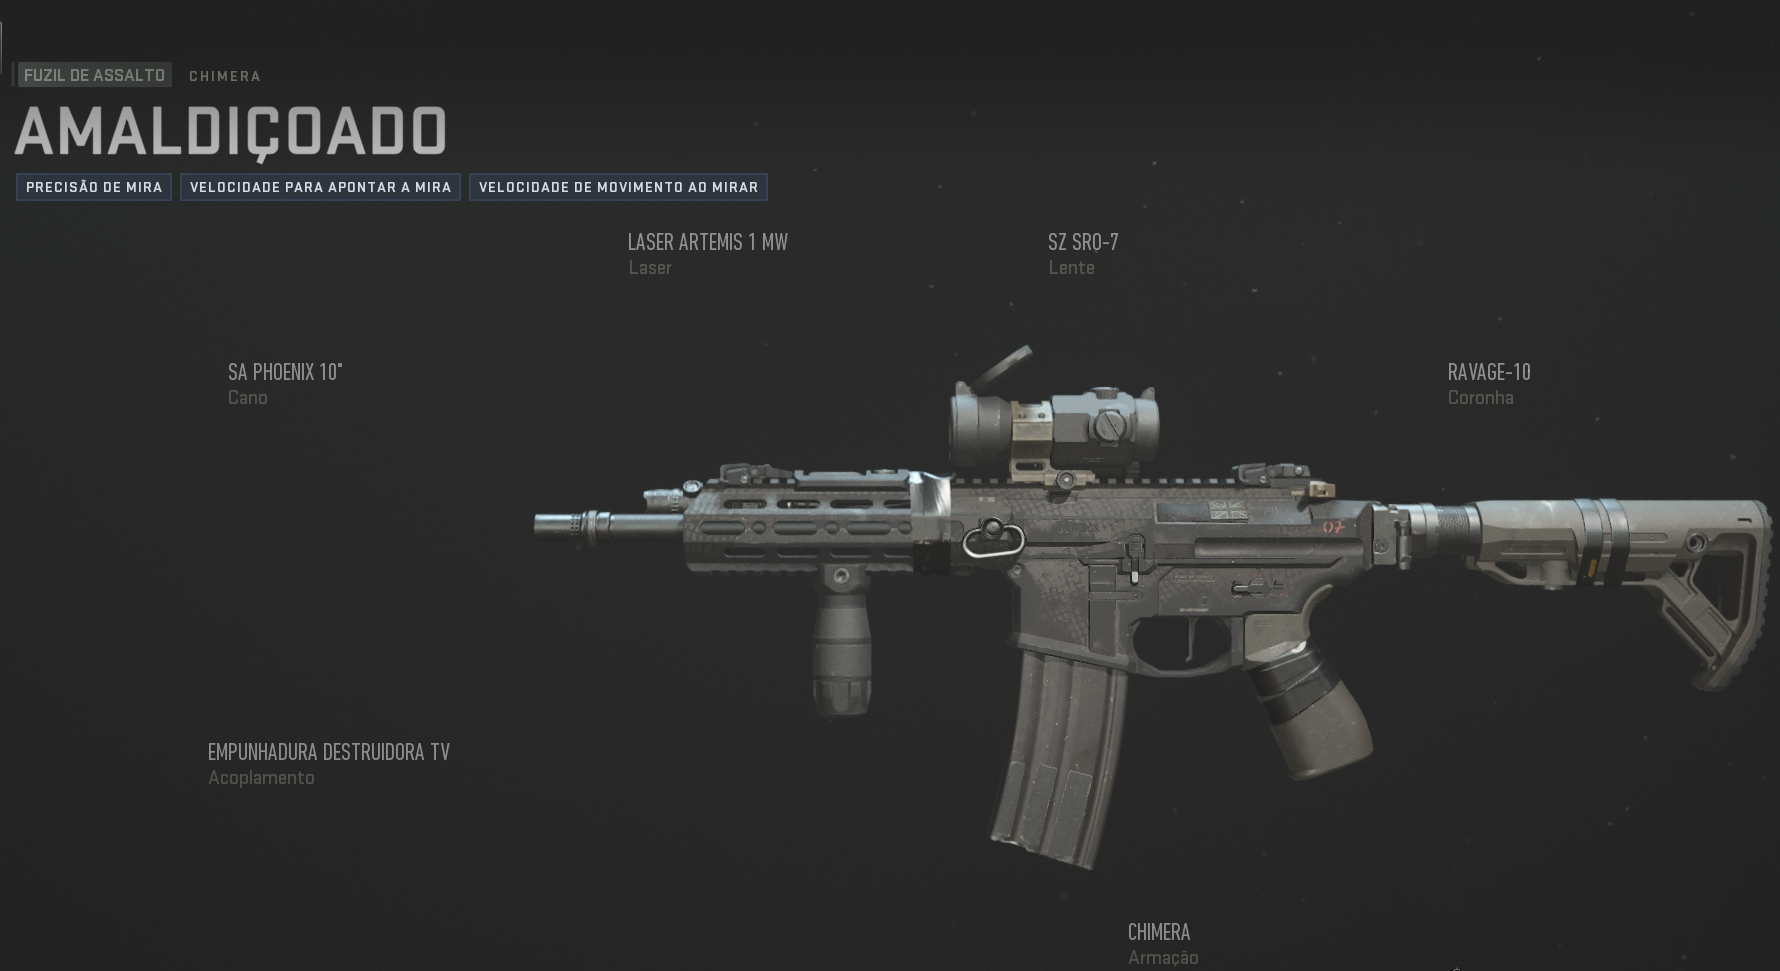 FUZIL DE ASSALTO CHIMERA
AMALDIÇOADO
PRECISÃO DE MIRA VELOCIDADE PARA APONTAR A MIRA VELOCIDADE DE MOVIMENTO AO MIRAR
LASER ARTEMIS 1 MW
Laser
SZ SRO-7
Lente
SA PHOENIX 10"
Cano
RAVAGE-10
Coronha
07
EMPUNHADURA DESTRUIDORA TV
Acoplamento
CHIMERA
Armação